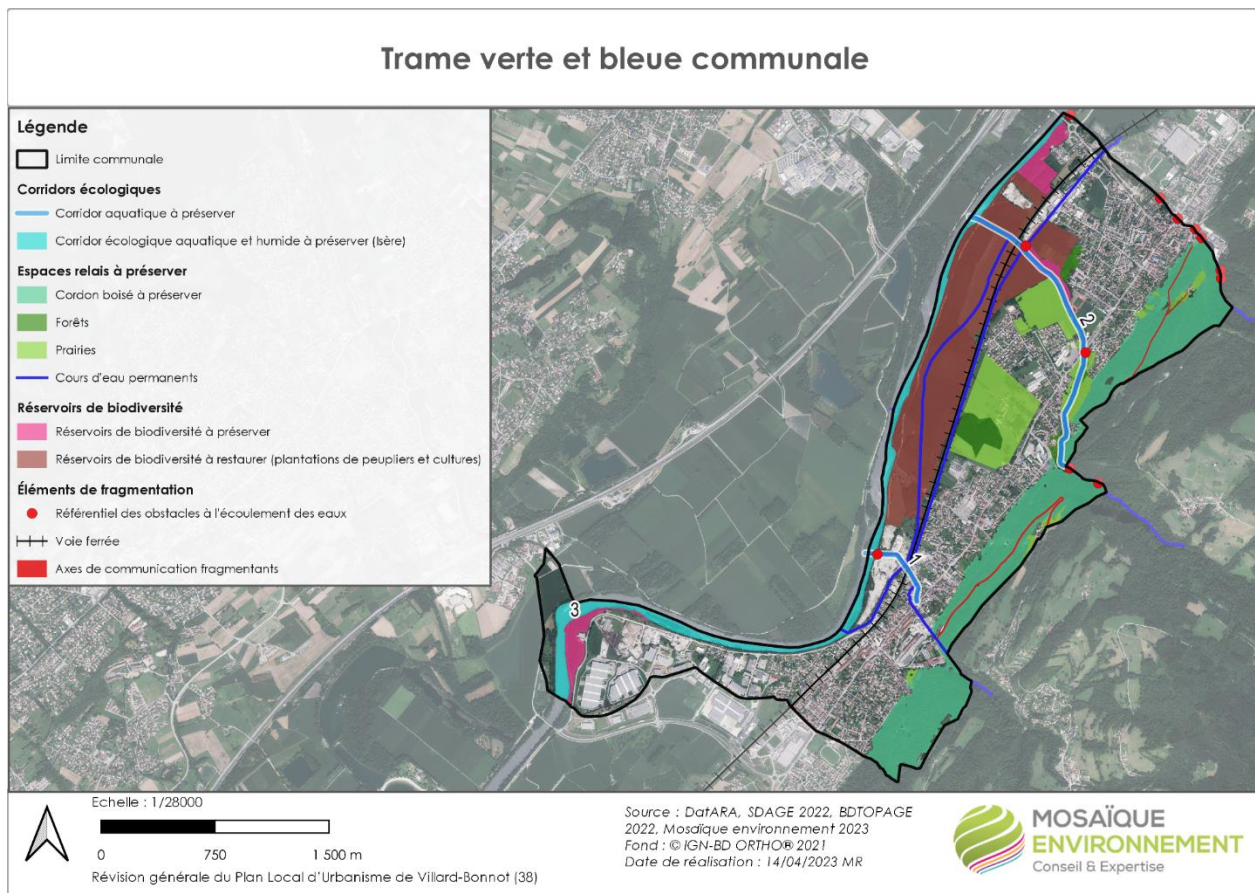 Trame verte et bleue communale
Légende
Limite communale
Corridors écologiques
Corridor aquatique à préserver
Corridor écologique aquatique et humide à préserver (Isère)
Espaces relais à préserver
Cordon boisé à préserver
Forêts
Prairies
Cours d'eau permanents
Réservoirs de biodiversité
Réservoirs de biodiversité à préserver
Réservoirs de biodiversité à restaurer (plantations de peupliers et cultures)
Éléments de fragmentation
Référentiel des obstacles à l'écoulement des eaux
Voie ferrée
Axes de communication fragmentants
2
1
3
Echelle : 1/28000
0 750 1 500 m
Révision générale du Plan Local d'Urbanisme de Villard-Bonnot (38)
Source : DatARA, SDAGE 2022, BDTOPAGE
2022, Mosaïque environnement 2023
Fond : © IGN-BD ORTHO® 2021
Date de réalisation : 14/04/2023 MR
MOSAÏQUE
ENVIRONNEMENT
Conseil & Expertise